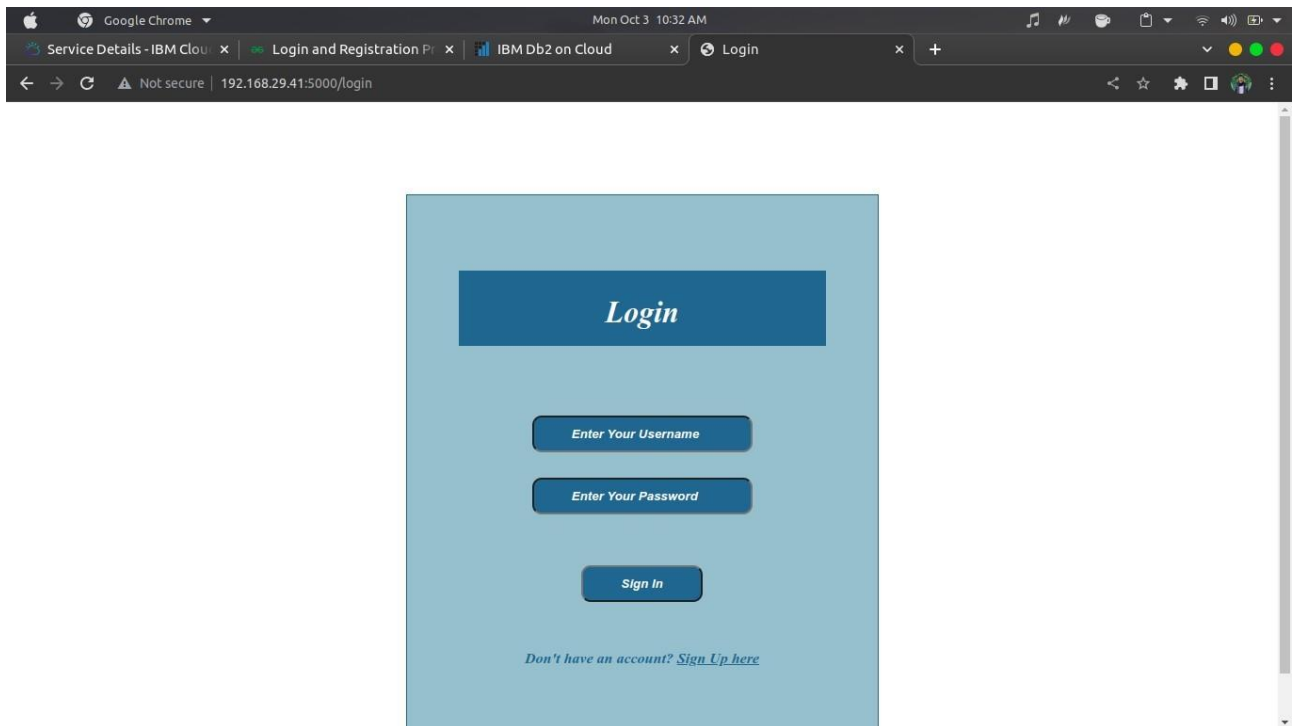 Google Chrome
Mon Oct 3 10:32 AM
Service Details - IBM Clou
Login and Registration Pr
IBM Db2 on Cloud
Login
Not secure | 192.168.29.41:5000/login
Login
Enter Your Username
Enter Your Password
Sign In
Don't have an account? Sign Up here